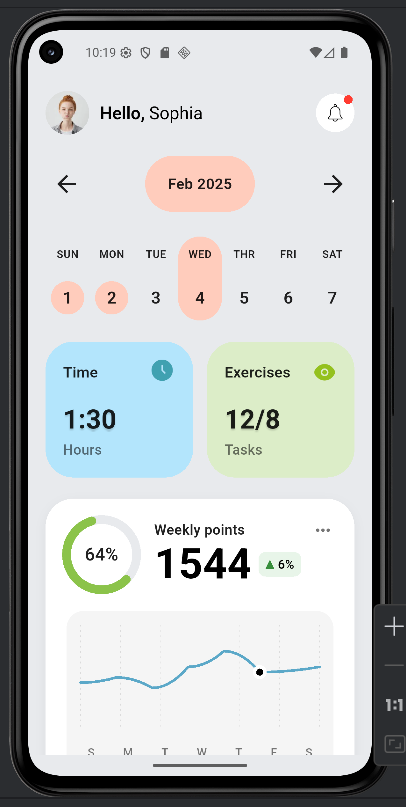 10:19
Hello, Sophia
Feb 2025
SUN MON TUE WED THR FRI SAT
1 2 3 4 5 6 7
Time
1:30
Hours
Exercises
12/8
Tasks
64%
Weekly points
1544
6%
S M T W T F S
1:1